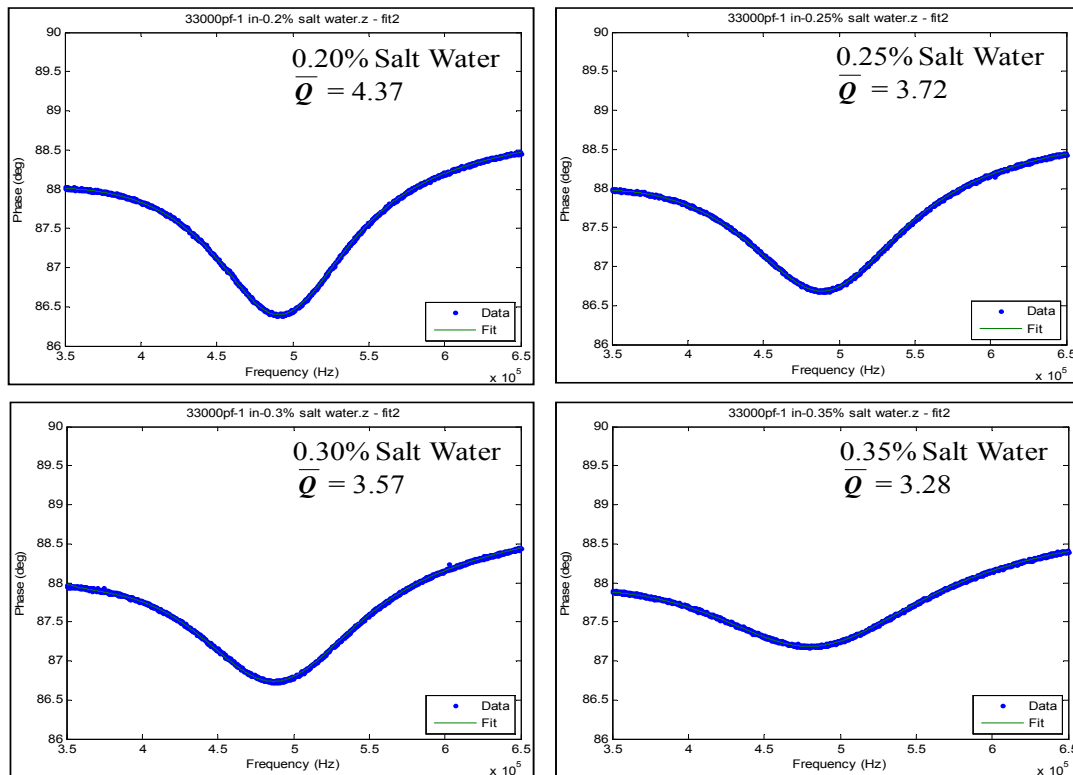 33000pf-1 in-0.2% salt water.z - fit2
0.20% Salt Water
Q = 4.37
Phase (deg)
90
89.5
89
88.5
88
87.5
87
86.5
86
3.5
4
4.5
5
5.5
6
6.5
Frequency (Hz)
x 10^5
Data
Fit
33000pf-1 in-0.25% salt water.z - fit2
0.25% Salt Water
Q = 3.72
Phase (deg)
90
89.5
89
88.5
88
87.5
87
86.5
86
3.5
4
4.5
5
5.5
6
6.5
Frequency (Hz)
x 10^5
Data
Fit
33000pf-1 in-0.3% salt water.z - fit2
0.30% Salt Water
Q = 3.57
Phase (deg)
90
89.5
89
88.5
88
87.5
87
86.5
86
3.5
4
4.5
5
5.5
6
6.5
Frequency (Hz)
x 10^5
Data
Fit
33000pf-1 in-0.35% salt water.z - fit2
0.35% Salt Water
Q = 3.28
Phase (deg)
90
89.5
89
88.5
88
87.5
87
86.5
86
3.5
4
4.5
5
5.5
6
6.5
Frequency (Hz)
x 10^5
Data
Fit